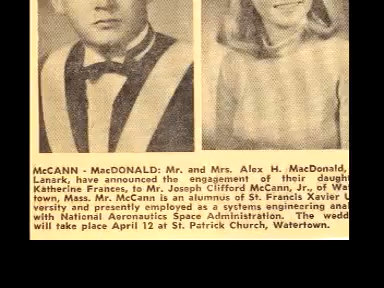 McCANN - MacDONALD: Mr. and Mrs. Alex H. MacDonald,
Lanark, have announced the engagement of their daught
Katherine Frances, to Mr. Joseph Clifford McCann, Jr., of Wa
town, Mass. Mr. McCann is an alumnus of St. Francis Xavier U
versity and presently employed as a systems engineering anal
with National Aeronautics Space Administration. The wedd
will take place April 12 at St. Patrick Church, Watertown.